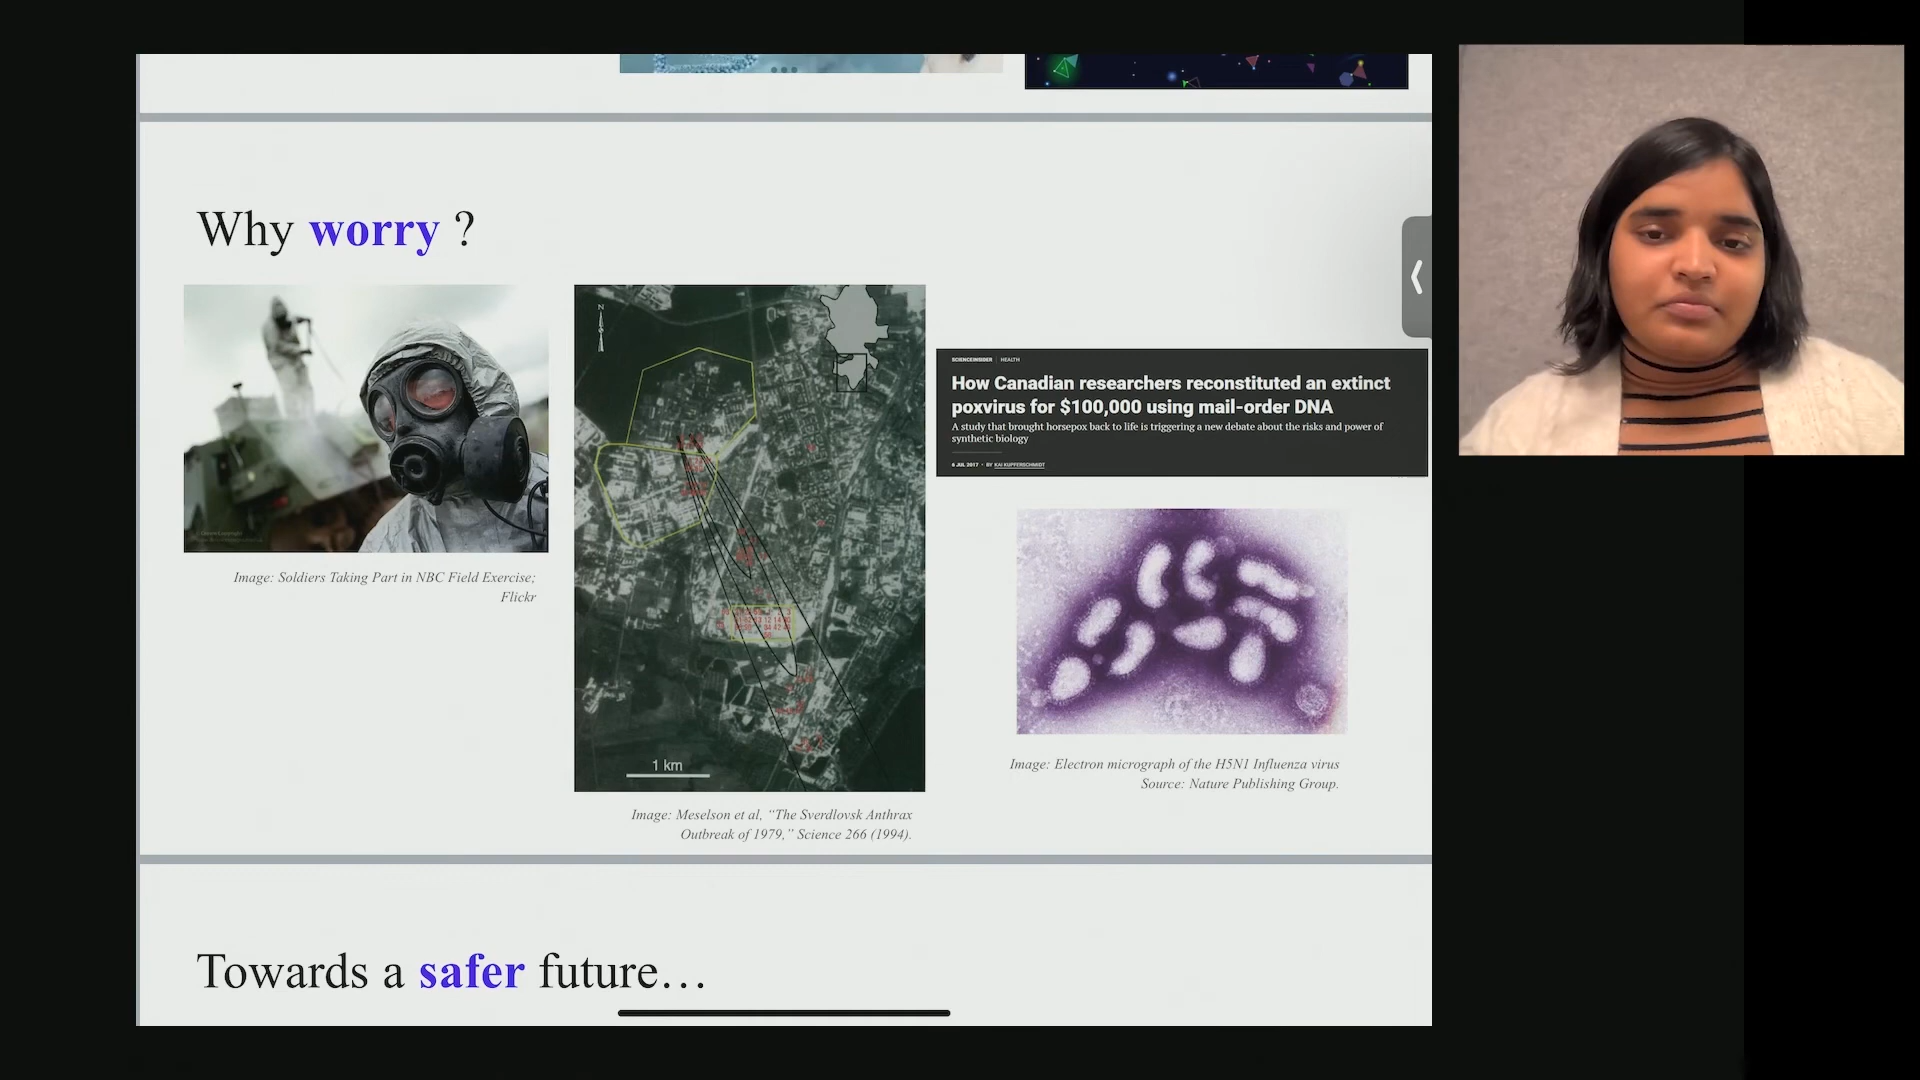 Why worry ?
Image: Soldiers Taking Part in NBC Field Exercise;
Flickr
N
1 km
Image: Meselson et al, “The Sverdlovsk Anthrax
Outbreak of 1979,” Science 266 (1994).
SCIENCEINSIDER | HEALTH
How Canadian researchers reconstituted an extinct
poxvirus for $100,000 using mail-order DNA
A study that brought horsepox back to life is triggering a new debate about the risks and power of
synthetic biology
6 JUL 2017 • BY KAI KUPFERSCHMIDT
Image: Electron micrograph of the H5N1 Influenza virus
Source: Nature Publishing Group.
Towards a safer future…